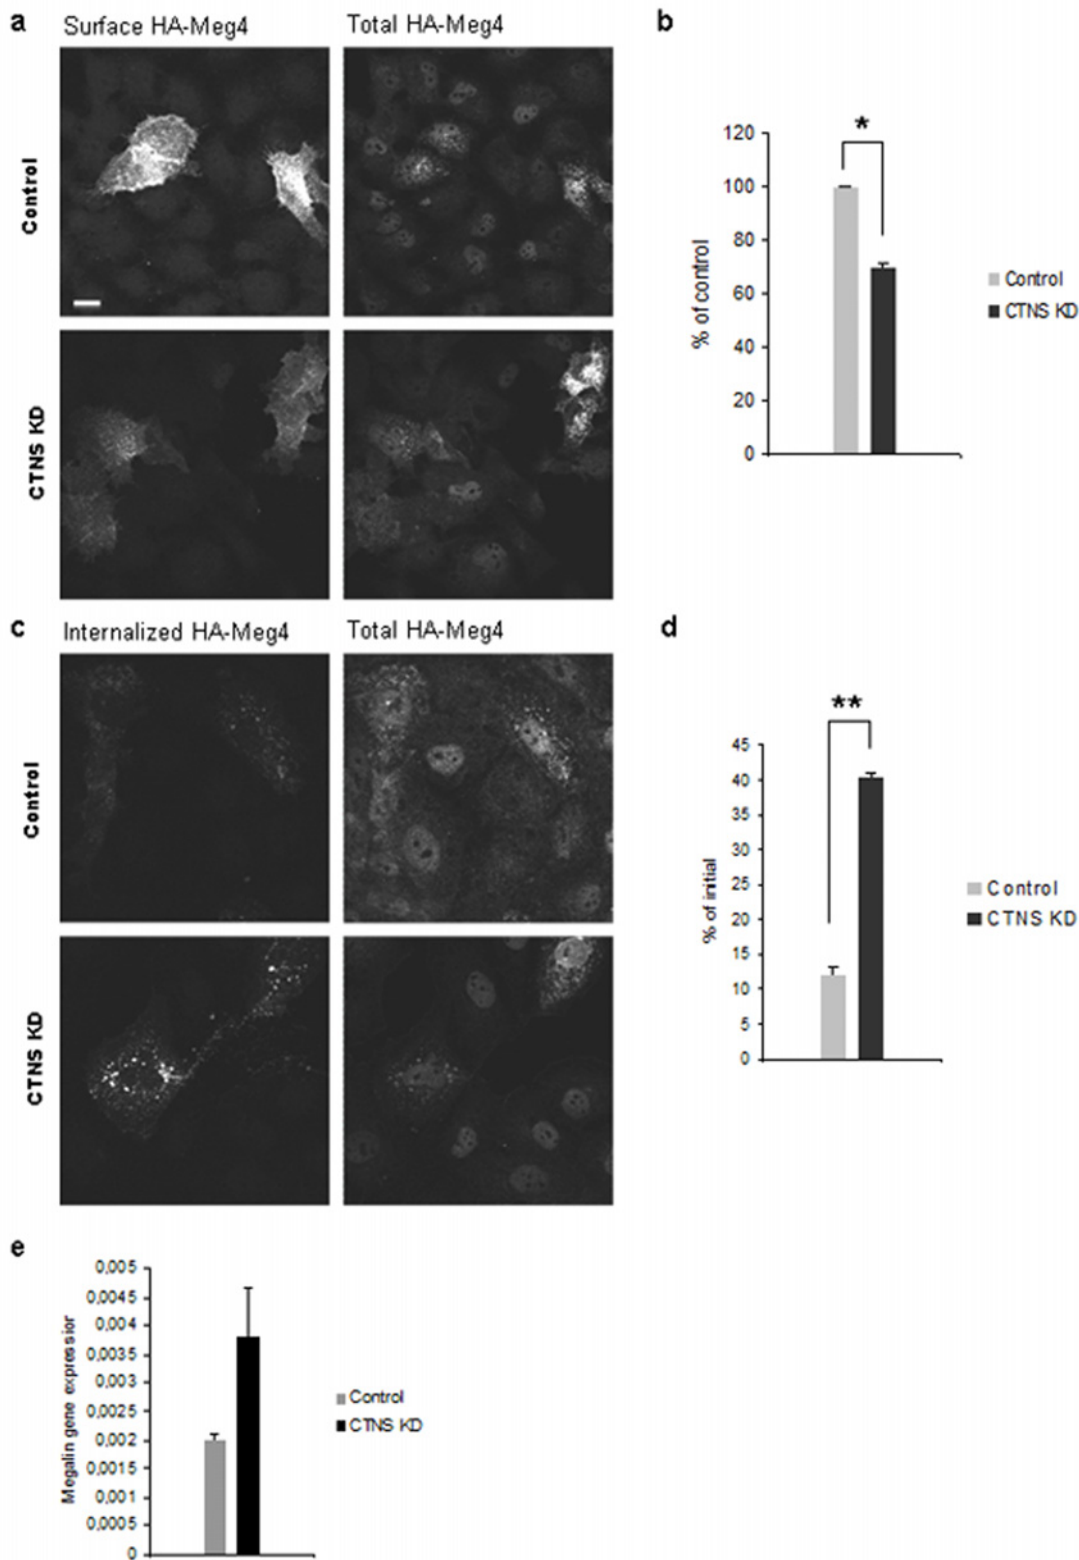 a
Surface HA-Meg4
Total HA-Meg4
Control
CTNS KD
b
120
100
80
60
40
20
0
% of control
*
Control
CTNS KD
c
Internalized HA-Meg4
Total HA-Meg4
Control
CTNS KD
d
45
40
35
30
25
20
15
10
5
0
% of initial
**
Control
CTNS KD
e
0,005
0,0045
0,004
0,0035
0,003
0,0025
0,002
0,0015
0,001
0,0005
0
Megalin gene expressior
Control
CTNS KD